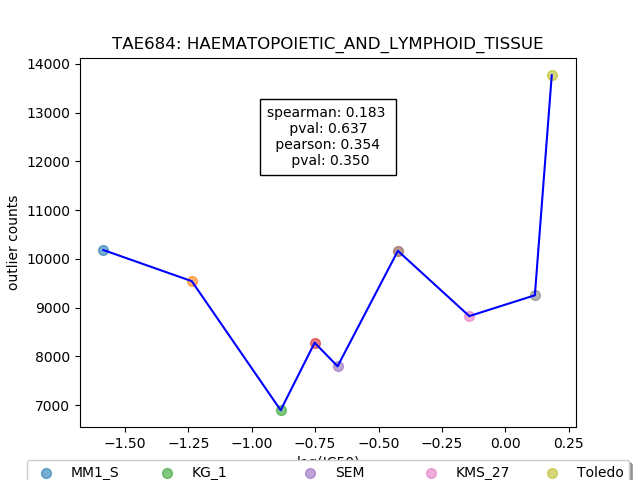 TAE684: HAEMATOPOIETIC_AND_LYMPHOID_TISSUE
14000
13000
12000
11000
10000
9000
8000
7000
outlier counts
spearman: 0.183
pval: 0.637
pearson: 0.354
pval: 0.350
−1.50 −1.25 −1.00 −0.75 −0.50 −0.25 0.00 0.25
log(IC50)
MM1_S KG_1 SEM KMS_27 Toledo